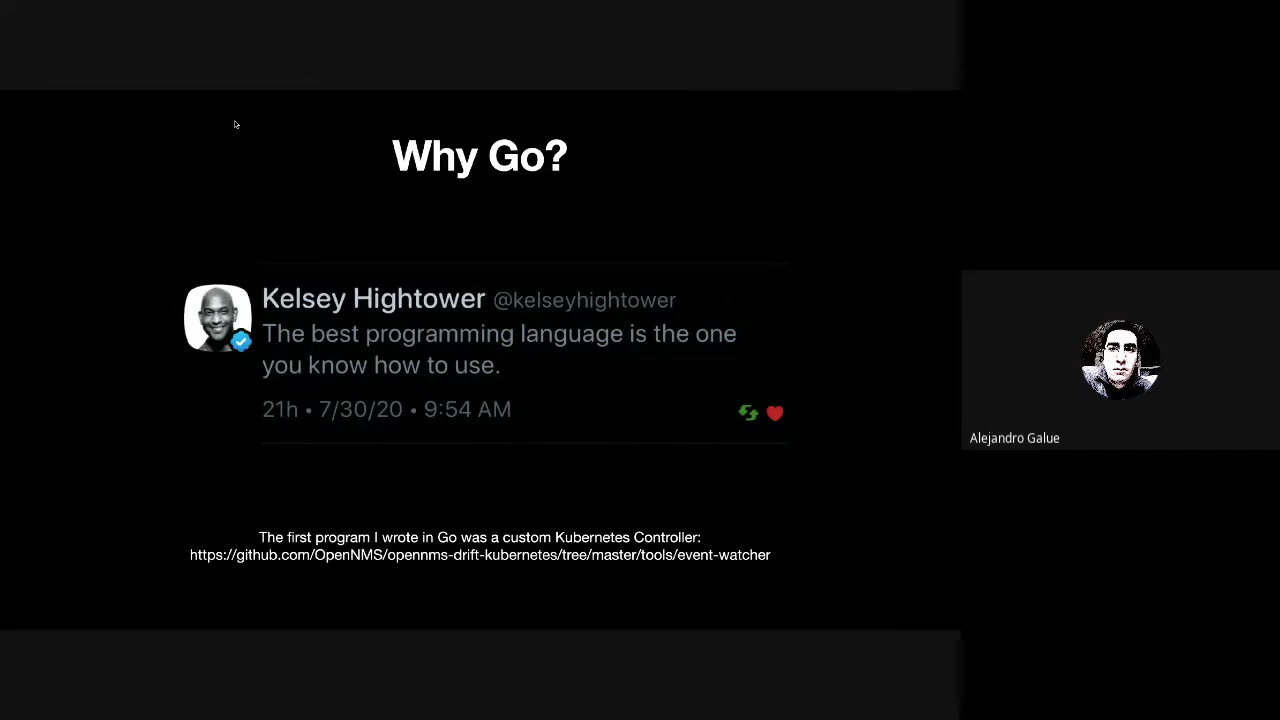 Why Go?
Kelsey Hightower @kelseyhightower
The best programming language is the one
you know how to use.
21h • 7/30/20 • 9:54 AM
Alejandro Galue
The first program I wrote in Go was a custom Kubernetes Controller:
https://github.com/OpenNMS/opennms-drift-kubernetes/tree/master/tools/event-watcher